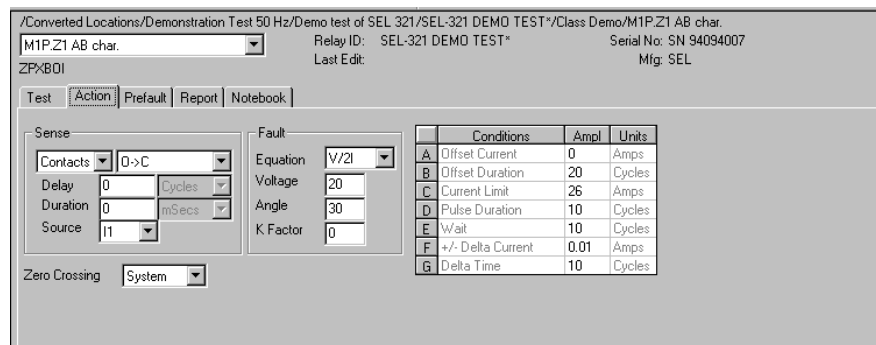 /Converted Locations/Demonstration Test 50 Hz/Demo test of SEL 321/SEL-321 DEMO TEST*/Class Demo/M1P.Z1 AB char.
M1P.Z1 AB char. Relay ID: SEL-321 DEMO TEST* Serial No: SN 94094007
Last Edit: Mfg: SEL
ZPXBOI
Test Action Prefault Report Notebook
Sense Fault Conditions Ampl Units
Contacts O->C Equation V/2I A Offset Current 0 Amps
B Offset Duration 20 Cycles
Delay 0 Cycles Voltage 20 C Current Limit 26 Amps
Duration 0 mSecs Angle 30 D Pulse Duration 10 Cycles
Source I1 K Factor 0 E Wait 10 Cycles
F +/- Delta Current 0.01 Amps
Zero Crossing System G Delta Time 10 Cycles